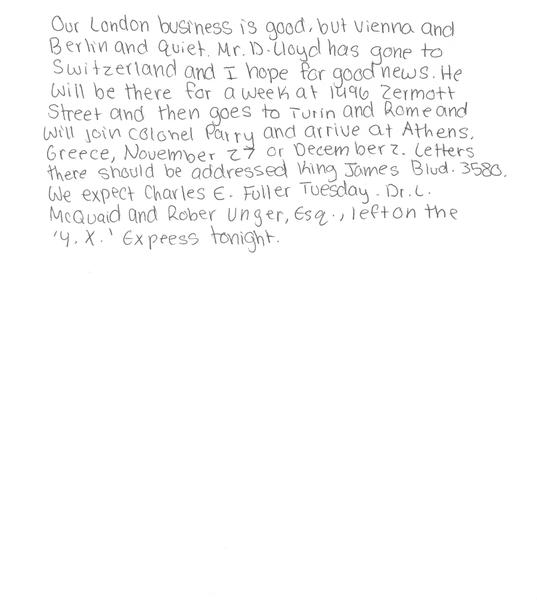 Our London business is good, but Vienna and
Berlin and quiet. Mr. D. Lloyd has gone to
Switzerland and I hope for good news. He
will be there for a week at 1496 Zermott
Street and then goes to Turin and Rome and
will join Colonel Parry and arrive at Athens,
Greece, November 27 or December 2. Letters
there should be addressed King James Blvd. 3580.
We expect Charles E. Fuller Tuesday. Dr. L.
McQuaid and Rober Unger, Esq., left on the
'Y. X.' Expeess tonight.